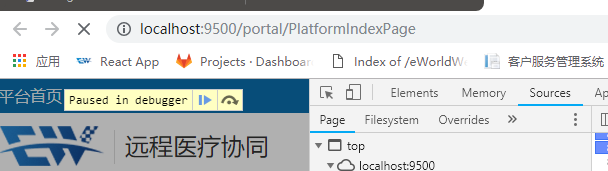 localhost:9500/portal/PlatformIndexPage
应用 React App Projects · Dashboar Index of /eWorldW 客户服务管理系统
平台首页 Paused in debugger Elements Memory Sources
Page Filesystem Overrides »
EW 远程医疗协同 top
localhost:9500